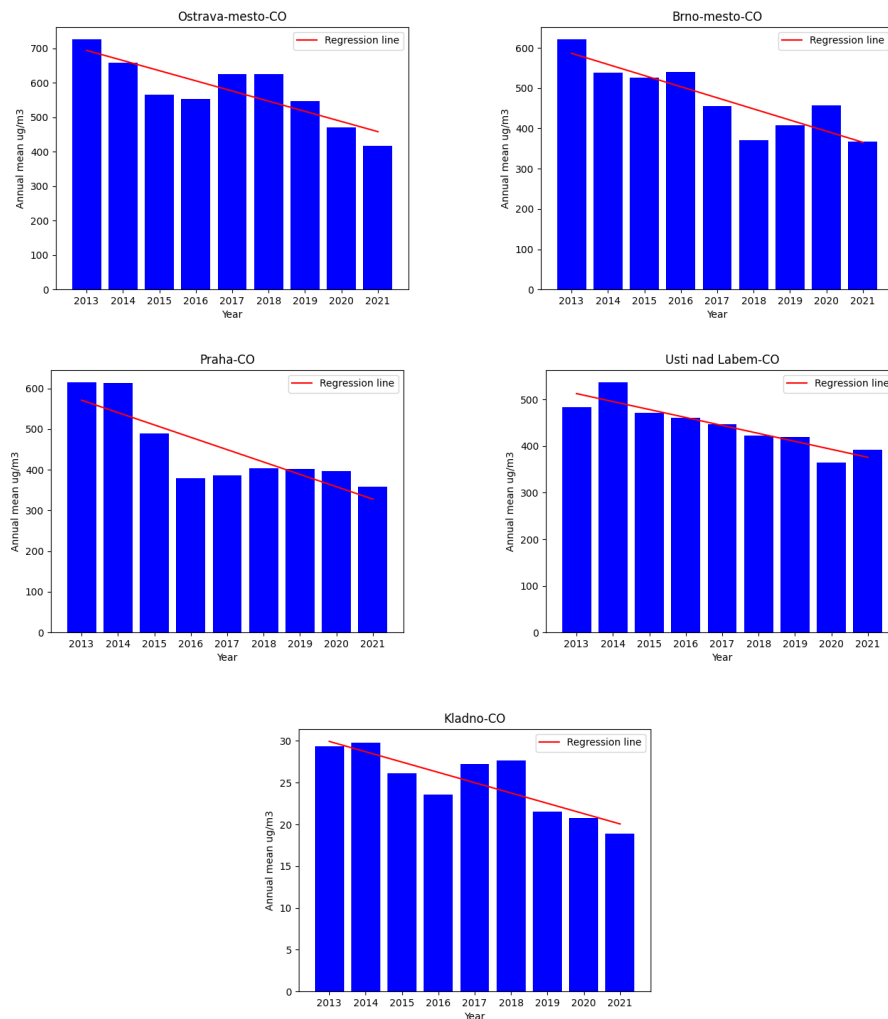 Ostrava-mesto-CO
Regression line
Annual mean ug/m3
700
600
500
400
300
200
100
0
2013 2014 2015 2016 2017 2018 2019 2020 2021
Year
Brno-mesto-CO
Regression line
Annual mean ug/m3
600
500
400
300
200
100
0
2013 2014 2015 2016 2017 2018 2019 2020 2021
Year
Praha-CO
Regression line
Annual mean ug/m3
600
500
400
300
200
100
0
2013 2014 2015 2016 2017 2018 2019 2020 2021
Year
Usti nad Labem-CO
Regression line
Annual mean ug/m3
500
400
300
200
100
0
2013 2014 2015 2016 2017 2018 2019 2020 2021
Year
Kladno-CO
Regression line
Annual mean ug/m3
30
25
20
15
10
5
0
2013 2014 2015 2016 2017 2018 2019 2020 2021
Year